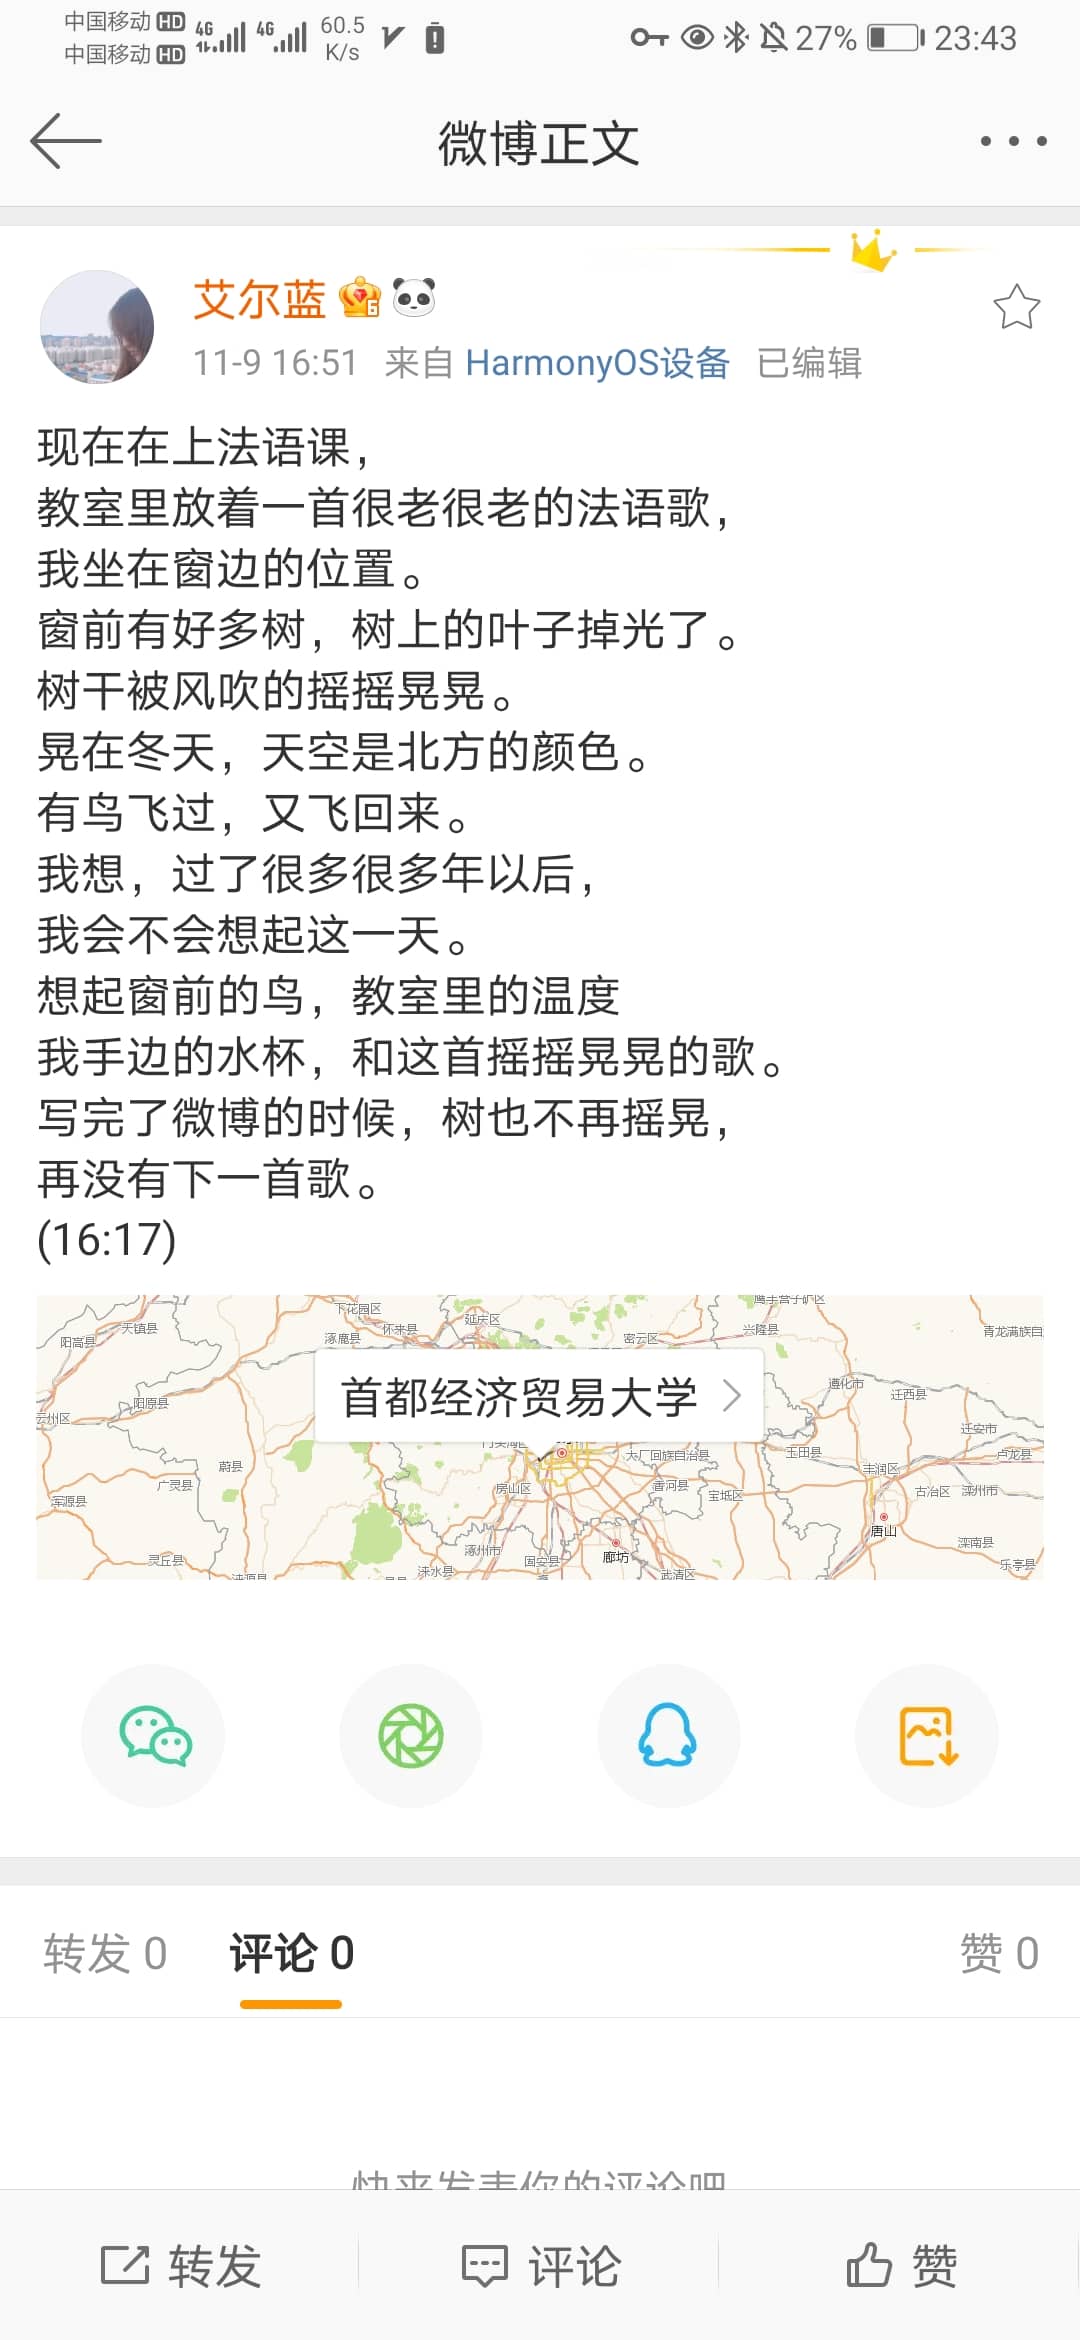 中国移动 HD 4G 4G 60.5 K/s 27% 23:43
中国移动 HD
微博正文
艾尔蓝
11-9 16:51 来自 HarmonyOS设备 已编辑
现在在上法语课，
教室里放着一首很老很老的法语歌，
我坐在窗边的位置。
窗前有好多树，树上的叶子掉光了。
树干被风吹的摇摇晃晃。
晃在冬天，天空是北方的颜色。
有鸟飞过，又飞回来。
我想，过了很多很多年以后，
我会不会想起这一天。
想起窗前的鸟，教室里的温度
我手边的水杯，和这首摇摇晃晃的歌。
写完了微博的时候，树也不再摇晃，
再没有下一首歌。
(16:17)
下花园区 延庆区 鹰手营子矿区
阳高县 天镇县 涿鹿县 怀来县 密云区 兴隆县 青龙满族自
首都经济贸易大学
云州区 阳原县 遵化市 迁西县
迁安市
蔚县 大厂回族自治县 玉田县 丰润区 卢龙县
浑源县 广灵县 房山区 香河县 宝坻区 古冶区 滦州市
唐山
灵丘县 涿州市 固安县 廊坊 滦南县
涞源县 涞水县 武清区 乐亭县
转发 0 评论 0 赞 0
快来发表你的评论吧
转发 评论 赞